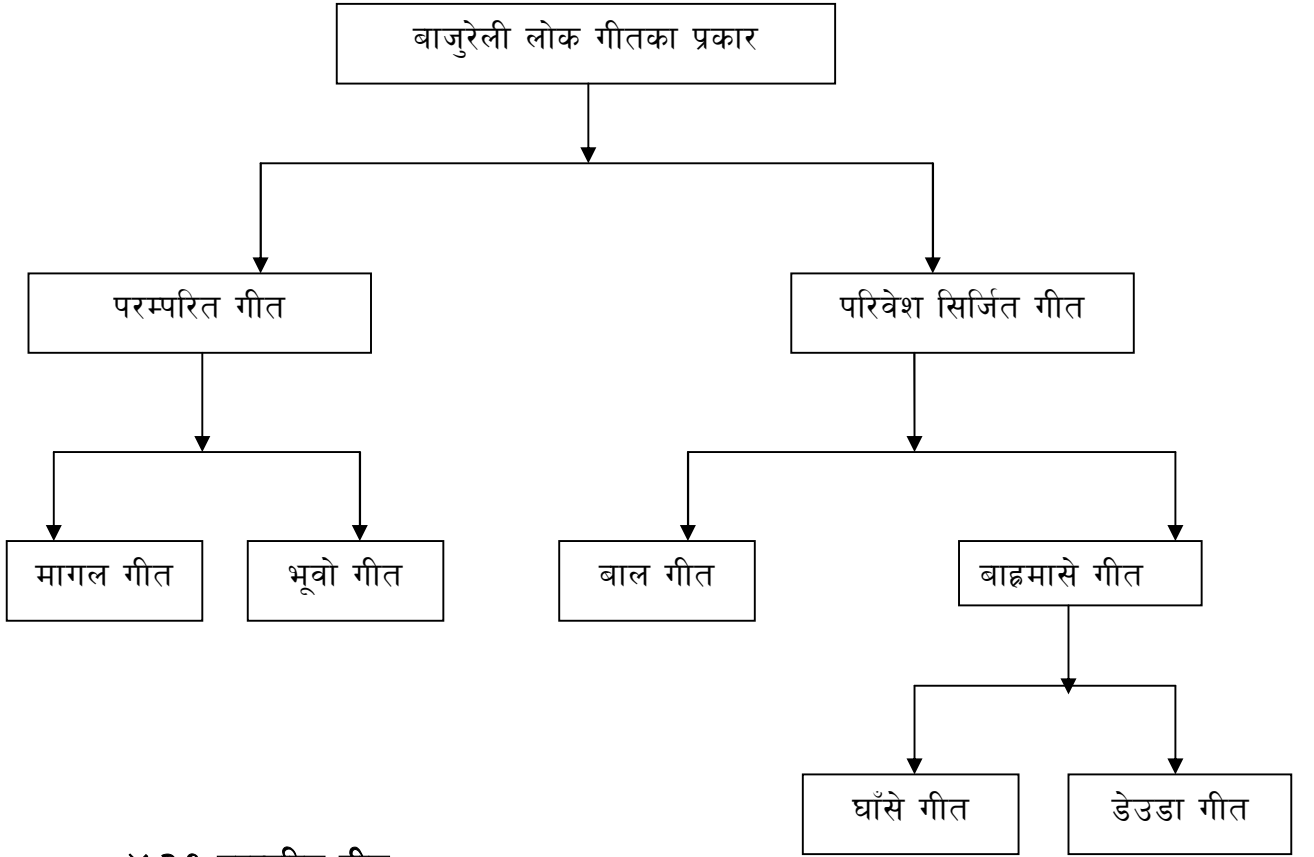 बाजुरेली लोक गीतका प्रकार
परम्परित गीत
परिवेश सिर्जित गीत
मागल गीत
भूवो गीत
बाल गीत
बाह्रमासे गीत
घाँसे गीत
डेउडा गीत